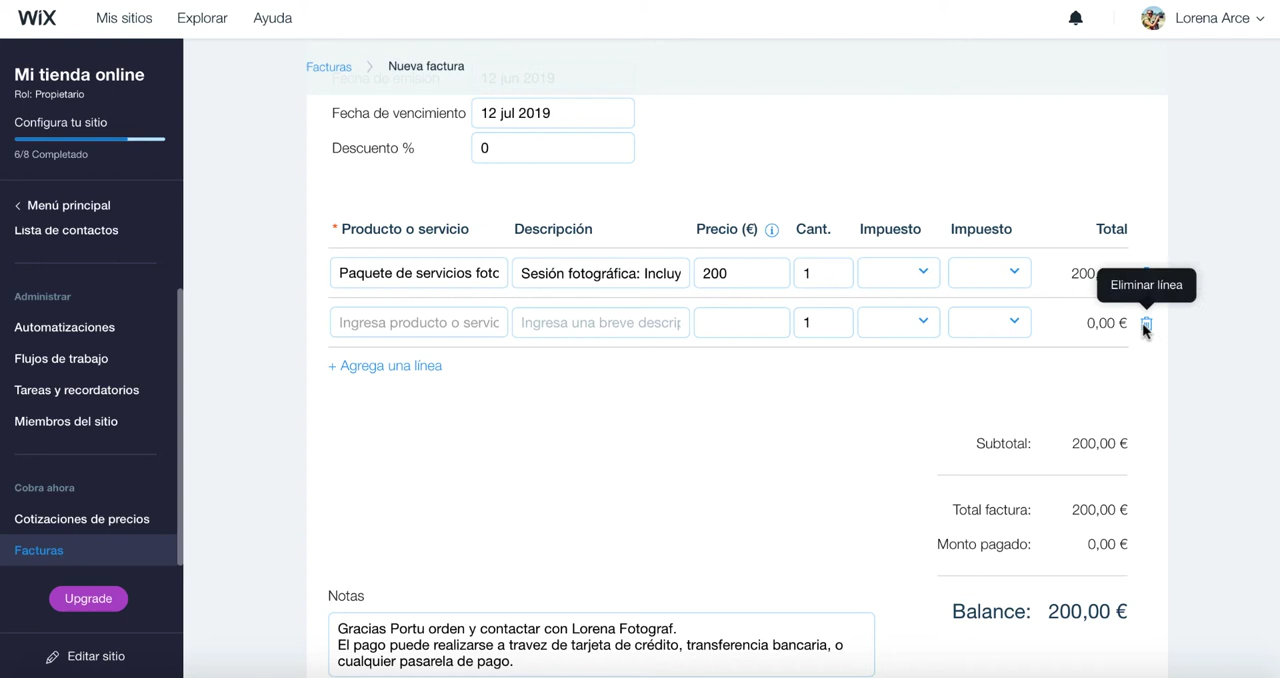 WiX Mis sitios Explorar Ayuda Lorena Arce
Mi tienda online
Rol: Propietario
Configura tu sitio
6/8 Completado
Menú principal
Lista de contactos
Administrar
Automatizaciones
Flujos de trabajo
Tareas y recordatorios
Miembros del sitio
Cobra ahora
Cotizaciones de precios
Facturas
Upgrade
Editar sitio
Facturas > Nueva factura
Fecha de emisión 12 jun 2019
Fecha de vencimiento 12 jul 2019
Descuento % 0
* Producto o servicio Descripción Precio (€) Cant. Impuesto Impuesto Total
Paquete de servicios foto Sesión fotográfica: Incluy 200 1 200,
Eliminar línea
Ingresa producto o servic Ingresa una breve descrip 1 0,00 €
+ Agrega una línea
Subtotal: 200,00 €
Total factura: 200,00 €
Monto pagado: 0,00 €
Balance: 200,00 €
Notas
Gracias Portu orden y contactar con Lorena Fotograf.
El pago puede realizarse a travez de tarjeta de crédito, transferencia bancaria, o
cualquier pasarela de pago.